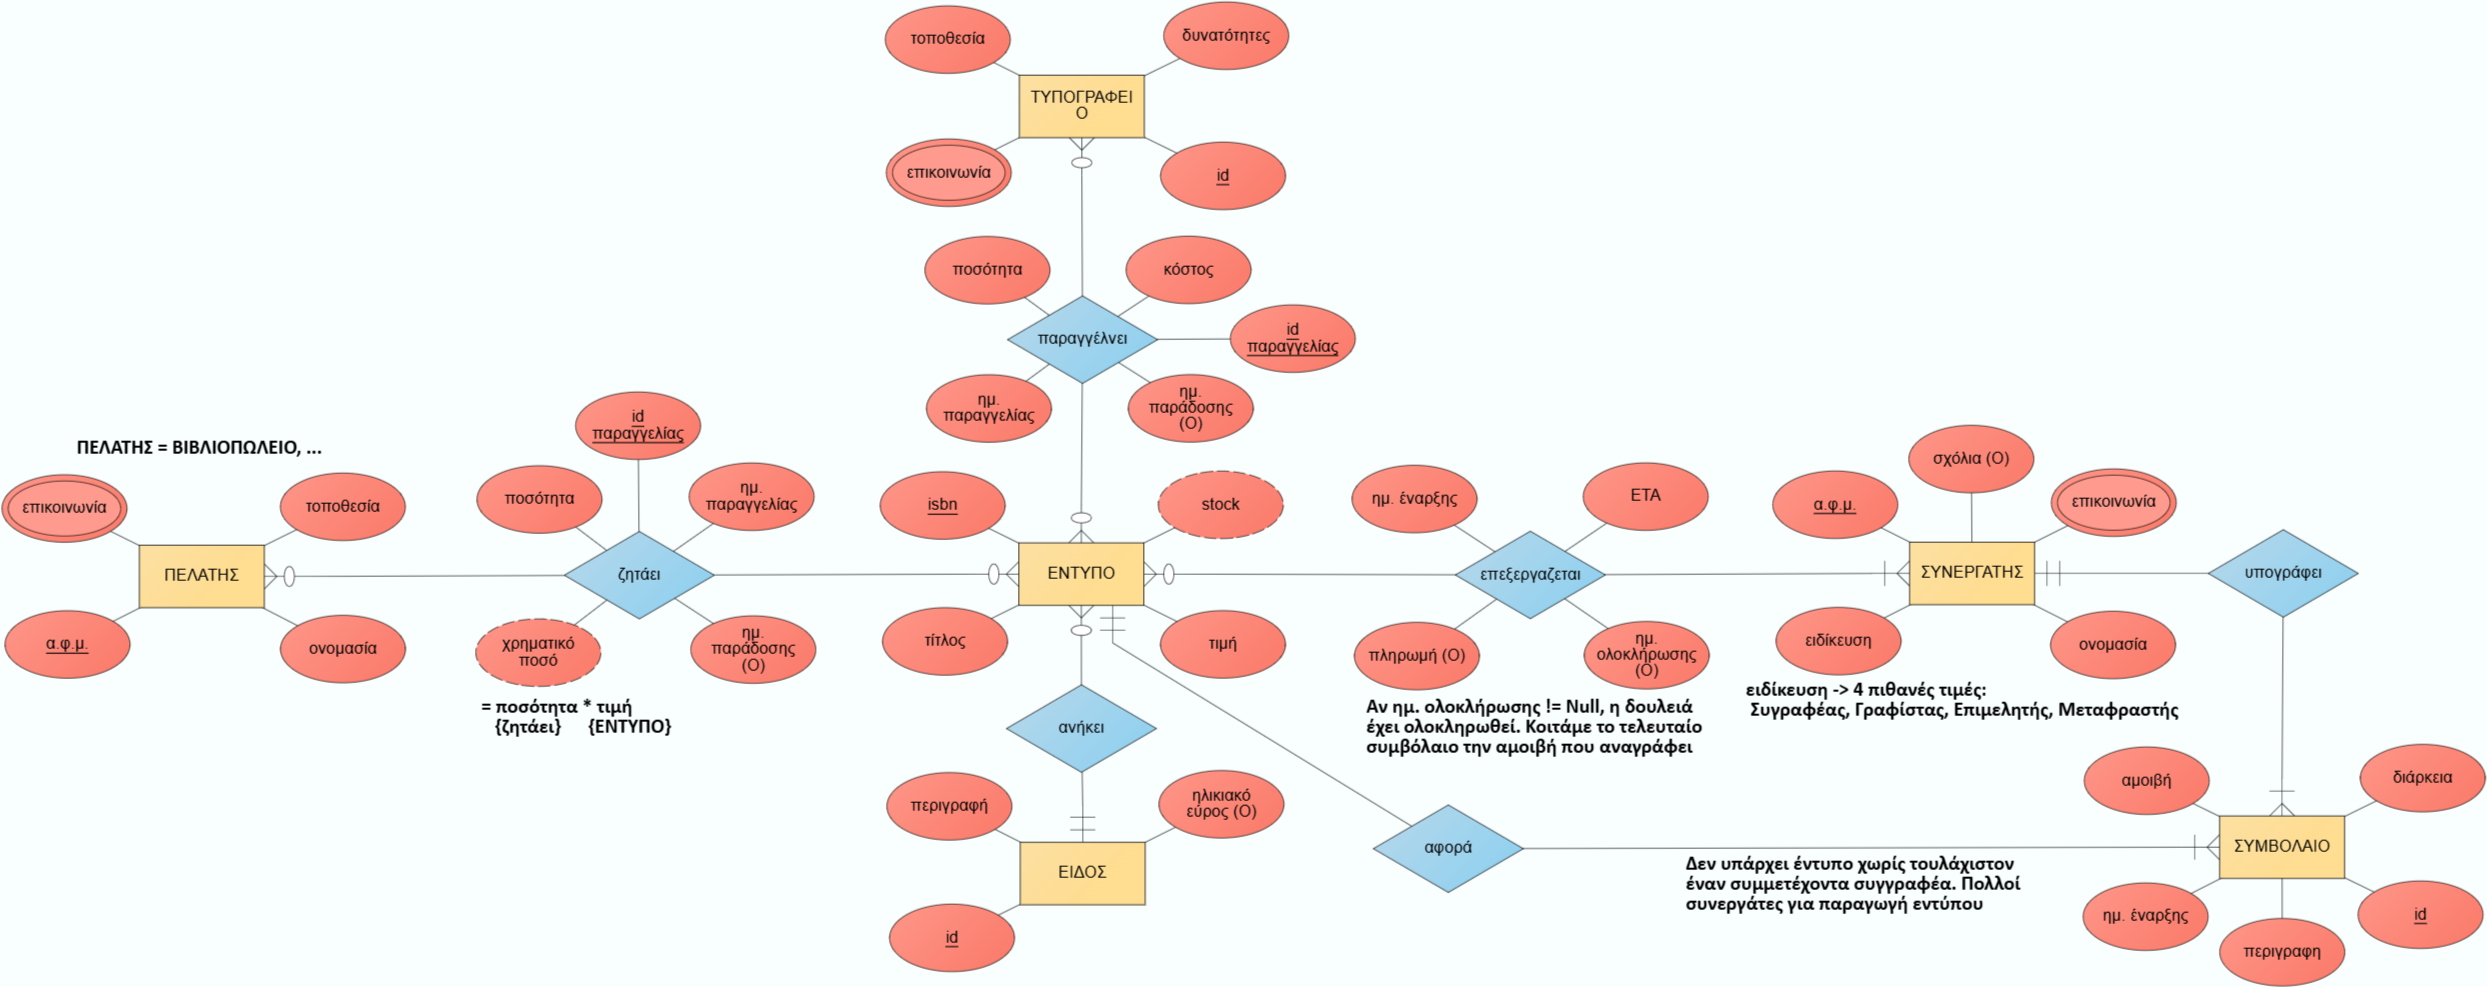 τοποθεσία
δυνατότητες
ΤΥΠΟΓΡΑΦΕΙ
Ο
επικοινωνία
id
ποσότητα
κόστος
παραγγέλνει
id
παραγγελίας
ημ.
παραγγελίας
ημ.
παράδοσης
(Ο)
ΠΕΛΑΤΗΣ = ΒΙΒΛΙΟΠΩΛΕΙΟ, ...
επικοινωνία
τοποθεσία
ΠΕΛΑΤΗΣ
α.φ.μ.
ονομασία
id
παραγγελίας
ποσότητα
ημ.
παραγγελίας
ζητάει
χρηματικό
ποσό
ημ.
παράδοσης
(Ο)
= ποσότητα * τιμή
{ζητάει} {ΕΝΤΥΠΟ}
isbn
stock
ΕΝΤΥΠΟ
τίτλος
τιμή
ανήκει
περιγραφή
ηλικιακό
εύρος (Ο)
ΕΙΔΟΣ
id
ημ. έναρξης
ETA
επεξεργαζεται
πληρωμή (Ο)
ημ.
ολοκλήρωσης
(Ο)
Αν ημ. ολοκλήρωσης != Null, η δουλειά
έχει ολοκληρωθεί. Κοιτάμε το τελευταίο
συμβόλαιο την αμοιβή που αναγράφει
σχόλια (Ο)
α.φ.μ.
επικοινωνία
ΣΥΝΕΡΓΑΤΗΣ
ειδίκευση
ονομασία
ειδίκευση -> 4 πιθανές τιμές:
Συγραφέας, Γραφίστας, Επιμελητής, Μεταφραστής
υπογράφει
αφορά
Δεν υπάρχει έντυπο χωρίς τουλάχιστον
έναν συμμετέχοντα συγγραφέα. Πολλοί
συνεργάτες για παραγωγή εντύπου
αμοιβή
διάρκεια
ΣΥΜΒΟΛΑΙΟ
ημ. έναρξης
id
περιγραφη